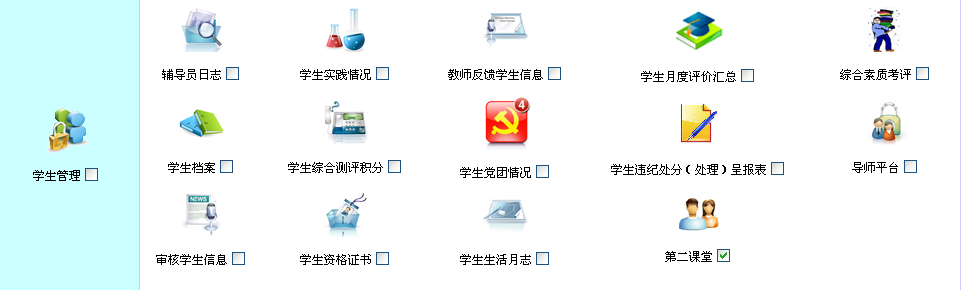 辅导员日志
学生实践情况
教师反馈学生信息
学生月度评价汇总
综合素质考评
学生管理
学生档案
学生综合测评积分
4
学生党团情况
学生违纪处分（处理）呈报表
导师平台
NEWS
审核学生信息
学生资格证书
学生生活月志
第二课堂